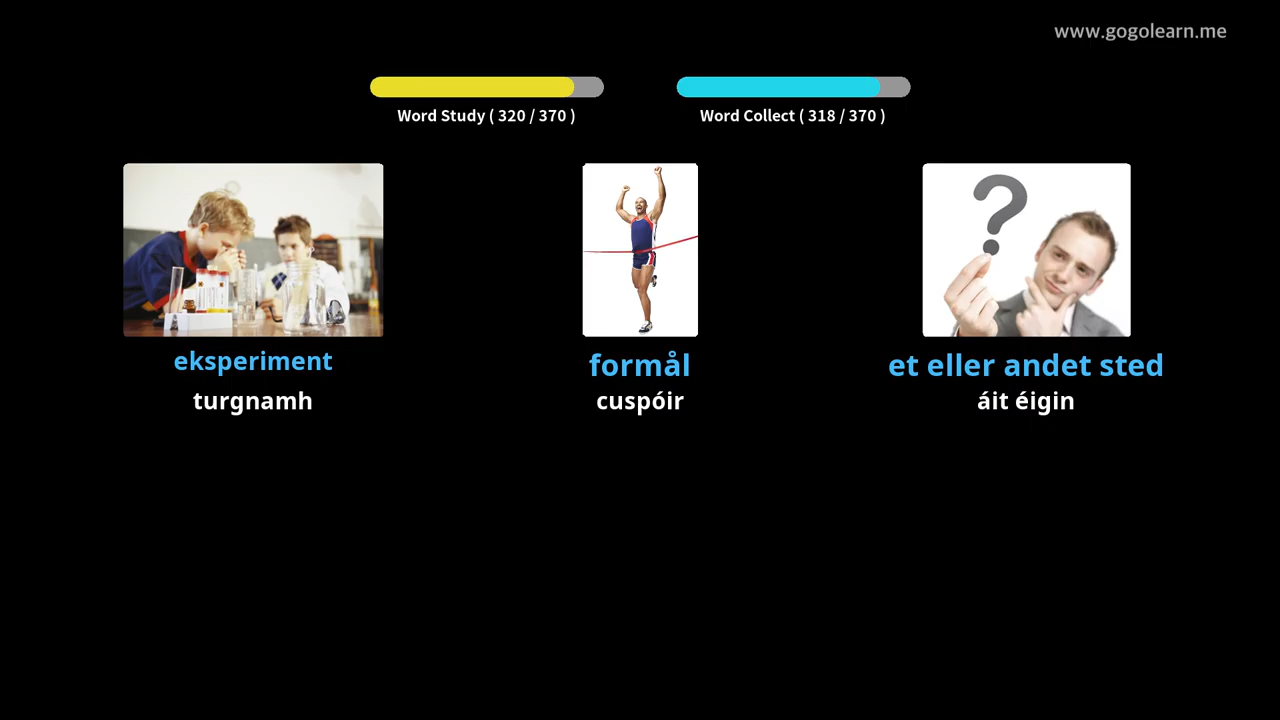 www.gogolearn.me
Word Study ( 320 / 370 )
Word Collect ( 318 / 370 )
eksperiment
turgnamh
formål
cuspóir
et eller andet sted
áit éigin